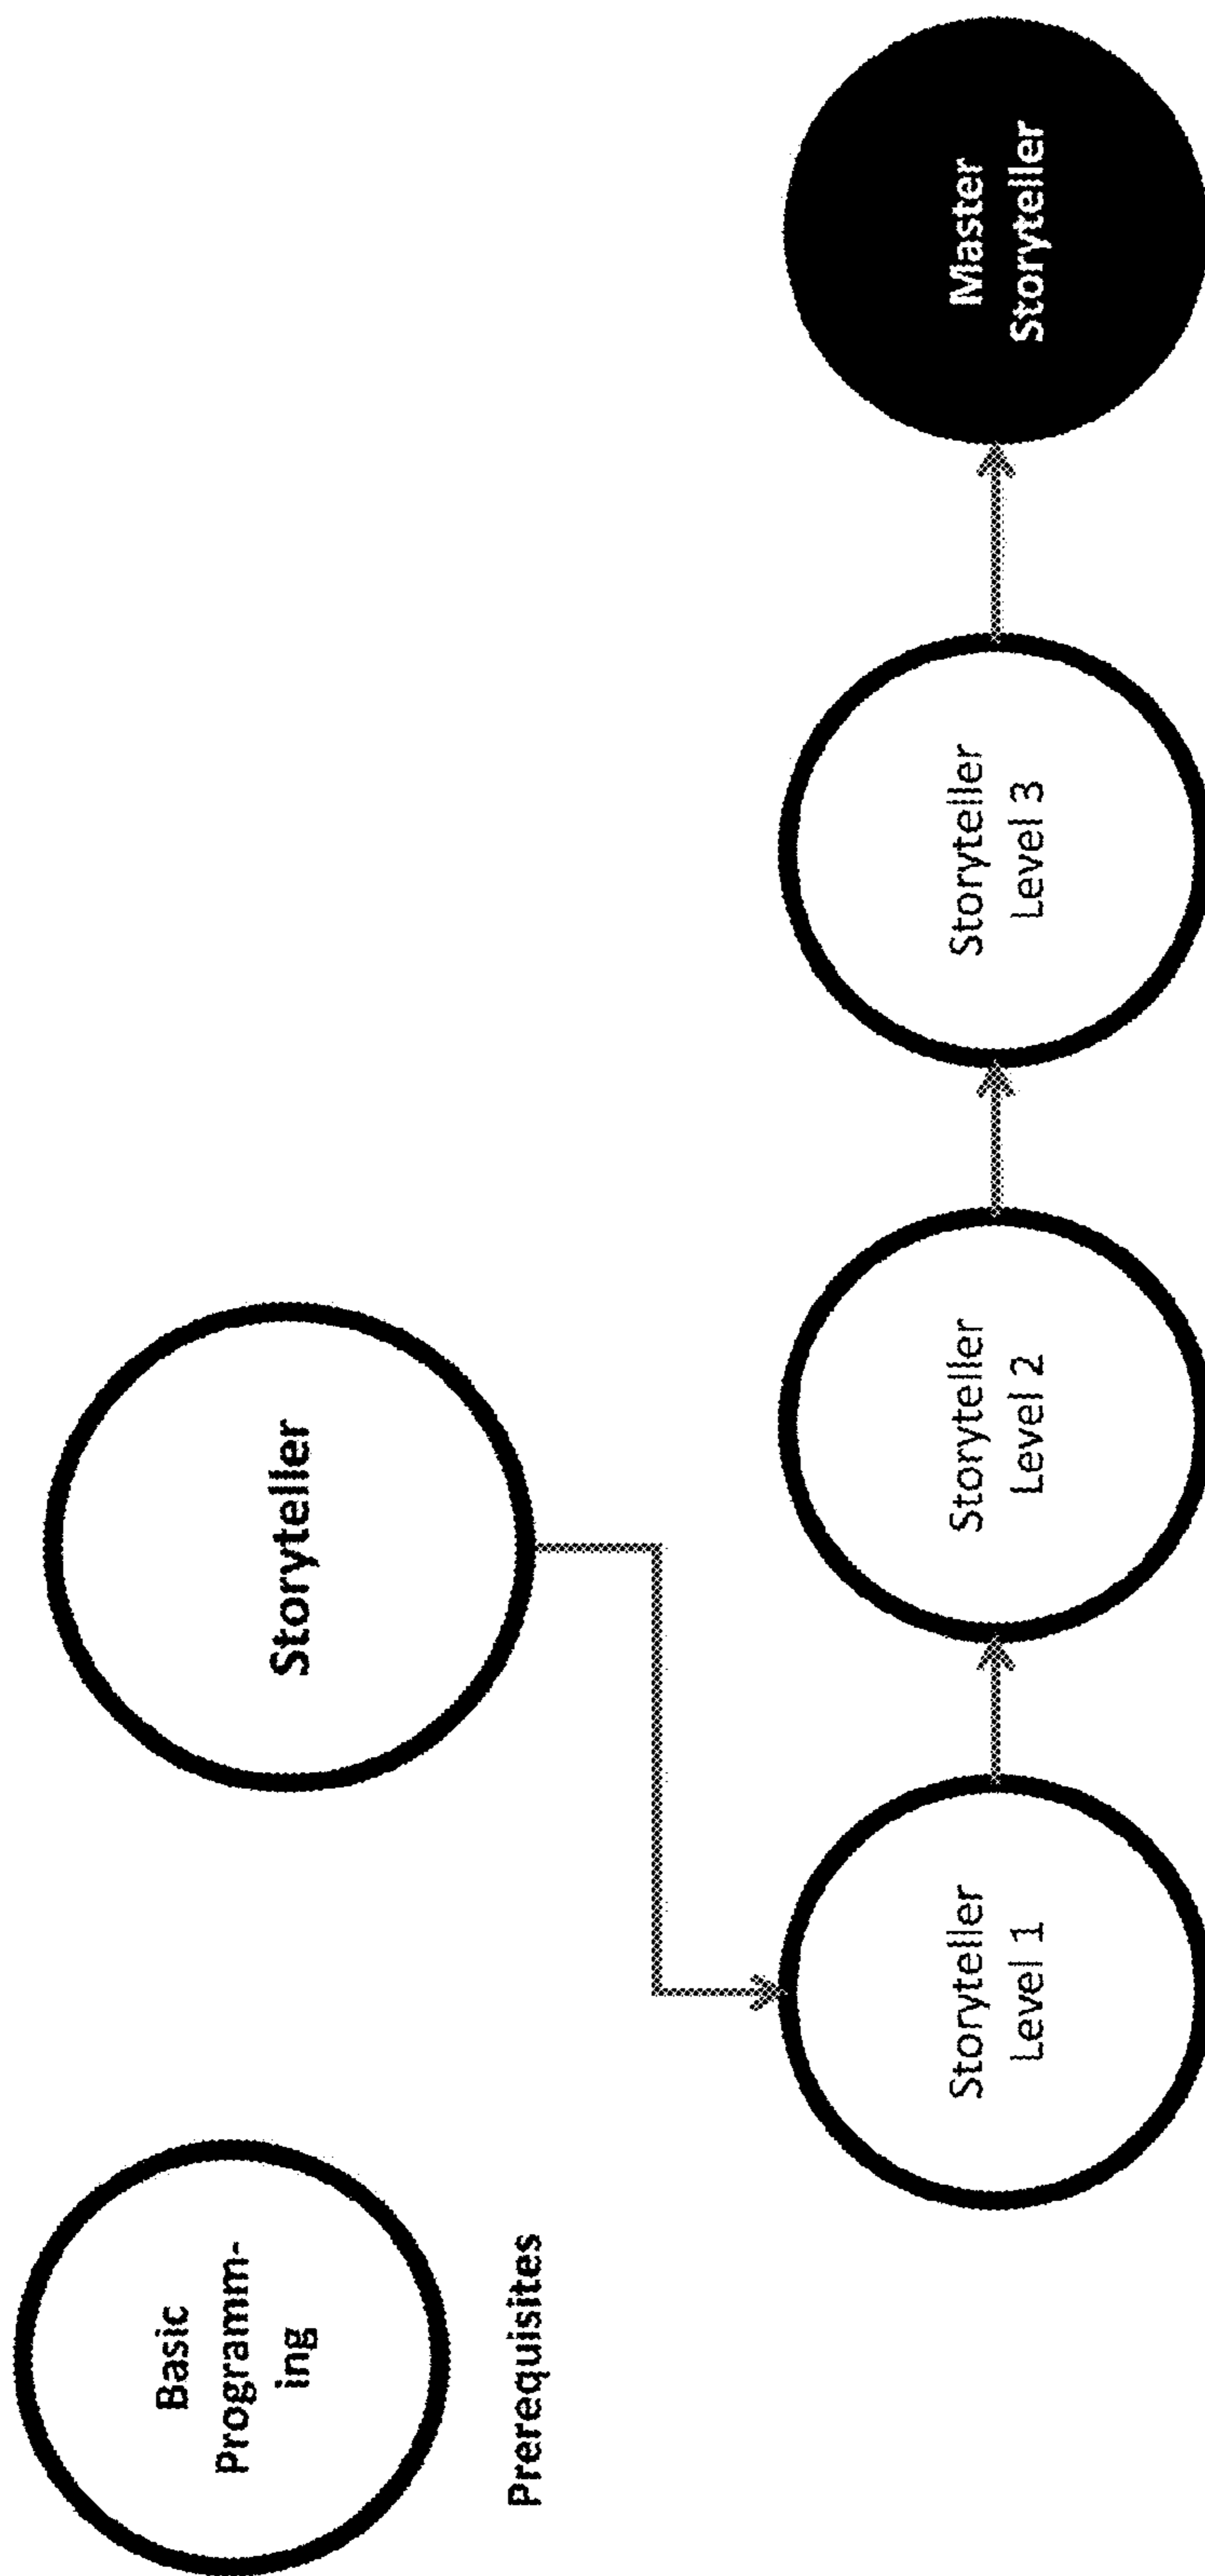 Basic
Programm-
ing
Prerequisites
Storyteller
Storyteller
Level 1
Storyteller
Level 2
Storyteller
Level 3
Master
Storyteller